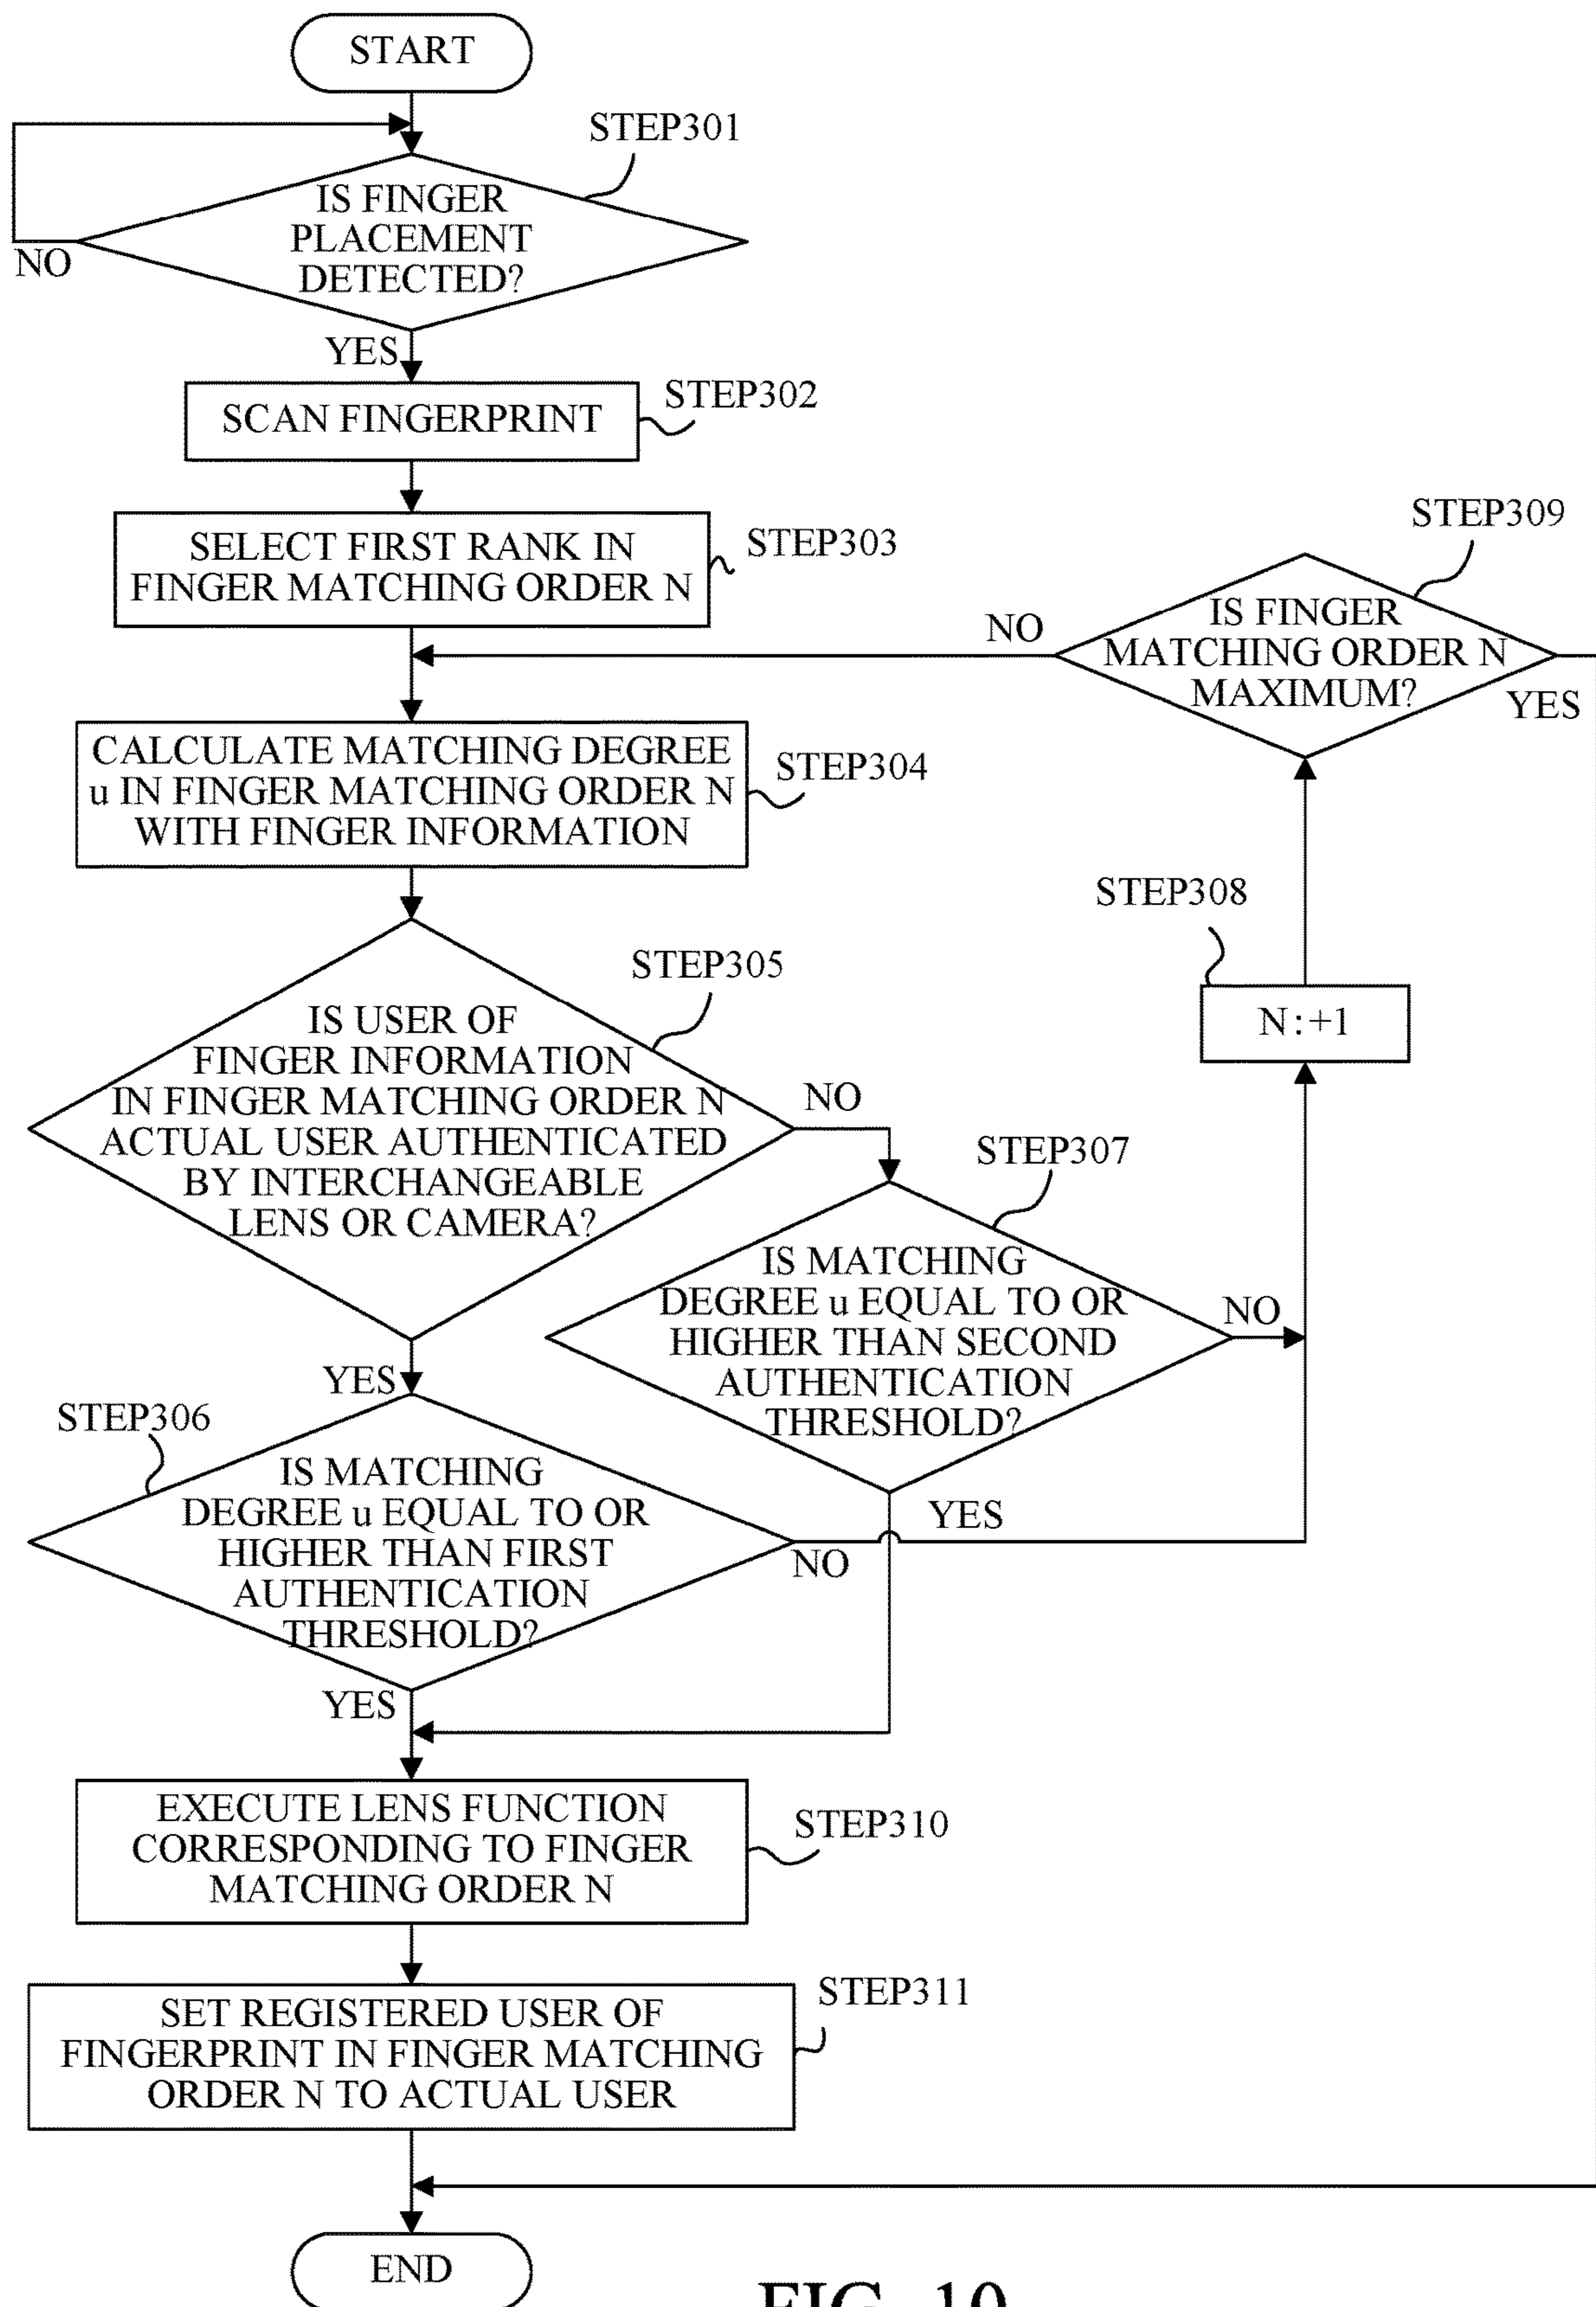 START
STEP301
IS FINGER
PLACEMENT
DETECTED?
NO
YES
STEP302
SCAN FINGERPRINT
STEP303
SELECT FIRST RANK IN
FINGER MATCHING ORDER N
STEP309
IS FINGER
MATCHING ORDER N
MAXIMUM?
NO
YES
STEP304
CALCULATE MATCHING DEGREE
u IN FINGER MATCHING ORDER N
WITH FINGER INFORMATION
STEP308
N:+1
STEP305
IS USER OF
FINGER INFORMATION
IN FINGER MATCHING ORDER N
ACTUAL USER AUTHENTICATED
BY INTERCHANGEABLE
LENS OR CAMERA?
NO
YES
STEP307
IS MATCHING
DEGREE u EQUAL TO OR
HIGHER THAN SECOND
AUTHENTICATION
THRESHOLD?
NO
YES
STEP306
IS MATCHING
DEGREE u EQUAL TO OR
HIGHER THAN FIRST
AUTHENTICATION
THRESHOLD?
NO
YES
STEP310
EXECUTE LENS FUNCTION
CORRESPONDING TO FINGER
MATCHING ORDER N
STEP311
SET REGISTERED USER OF
FINGERPRINT IN FINGER MATCHING
ORDER N TO ACTUAL USER
END
FIG. 10